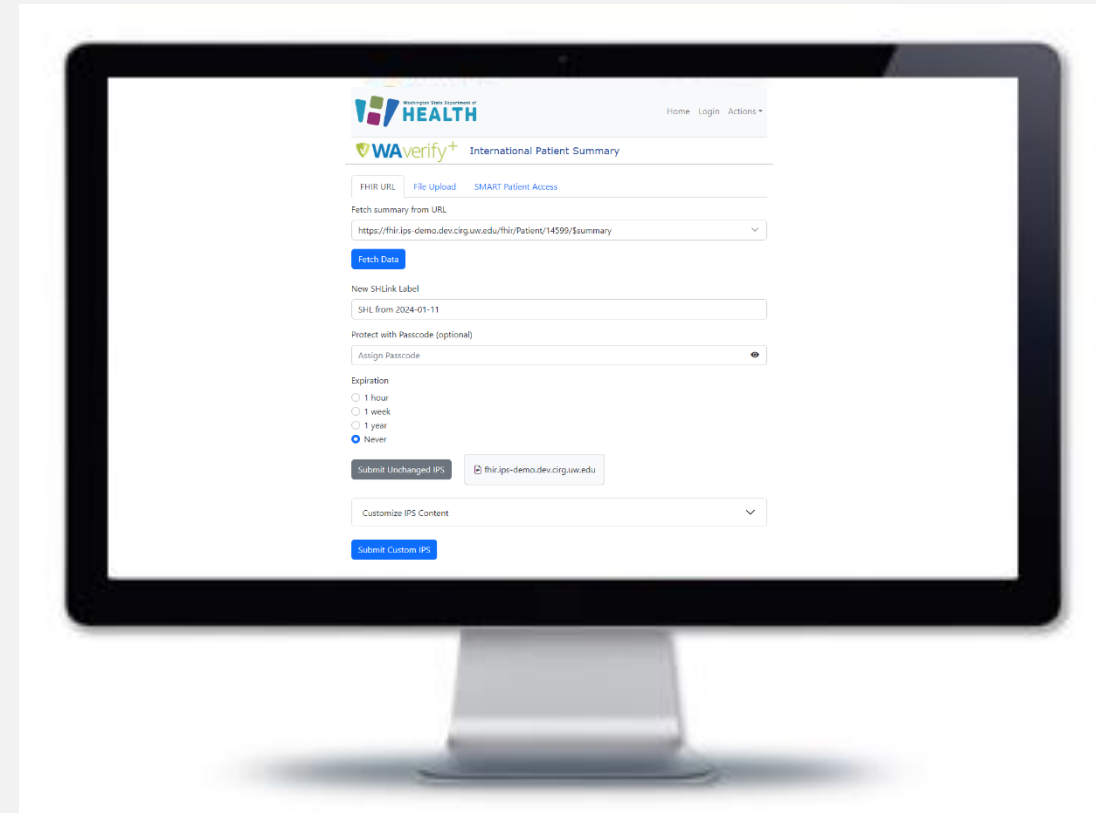 Washington State Department of
HEALTH
Home Login Actions
WAverify+ International Patient Summary
FHIR URL File Upload SMART Patient Access
Fetch summary from URL
https://fhir.ips-demo.dev.cirg.uw.edu/fhir/Patient/14599/$summary
Fetch Data
New SHLink Label
SHL from 2024-01-11
Protect with Passcode (optional)
Assign Passcode
Expiration
1 hour
1 week
1 year
Never
Submit Unchanged IPS fhir.ips-demo.dev.cirg.uw.edu
Customize IPS Content
Submit Custom IPS